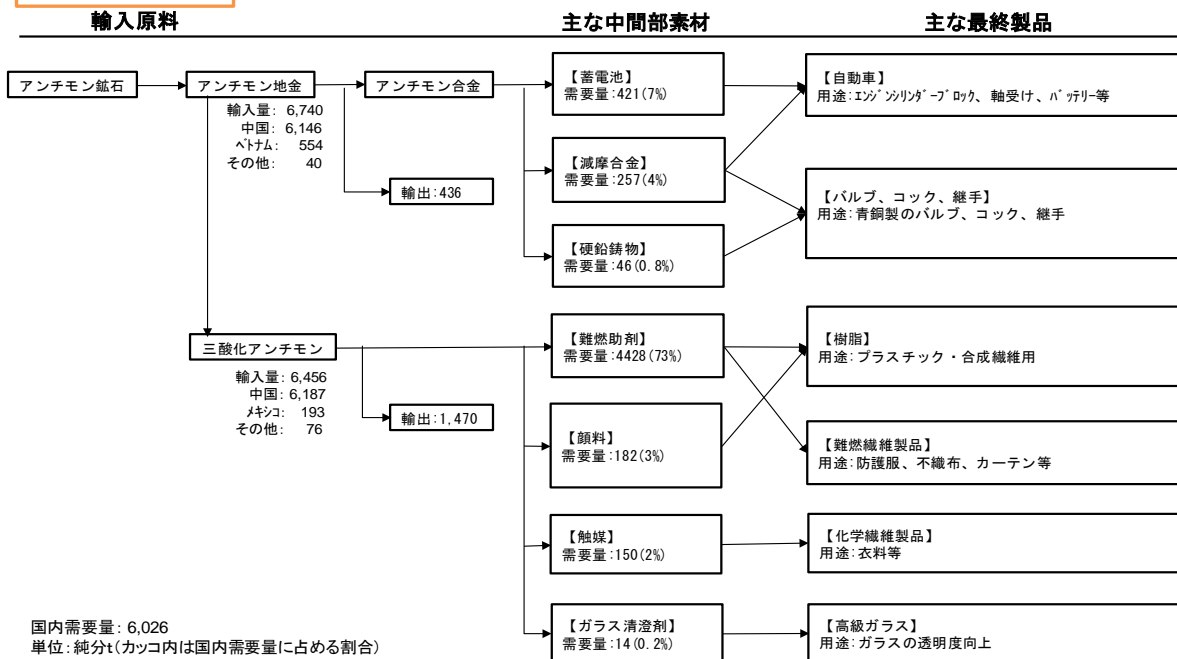 輸入原料
主な中間部素材
主な最終製品
アンチモン鉱石
アンチモン地金
輸入量: 6,740
中国: 6,146
ベトナム: 554
その他: 40
アンチモン合金
輸出:436
【蓄電池】
需要量:421(7%)
【減摩合金】
需要量:257(4%)
【硬鉛鋳物】
需要量:46(0.8%)
【自動車】
用途:エンジンシリンダーブロック、軸受け、バッテリー等
【バルブ、コック、継手】
用途:青銅製のバルブ、コック、継手
三酸化アンチモン
輸入量: 6,456
中国: 6,187
メキシコ: 193
その他: 76
輸出:1,470
【難燃助剤】
需要量:4428(73%)
【顔料】
需要量:182(3%)
【触媒】
需要量:150(2%)
【ガラス清澄剤】
需要量:14(0.2%)
【樹脂】
用途:プラスチック・合成繊維用
【難燃繊維製品】
用途:防護服、不織布、カーテン等
【化学繊維製品】
用途:衣料等
【高級ガラス】
用途:ガラスの透明度向上
国内需要量: 6,026
単位:純分t(カッコ内は国内需要量に占める割合)